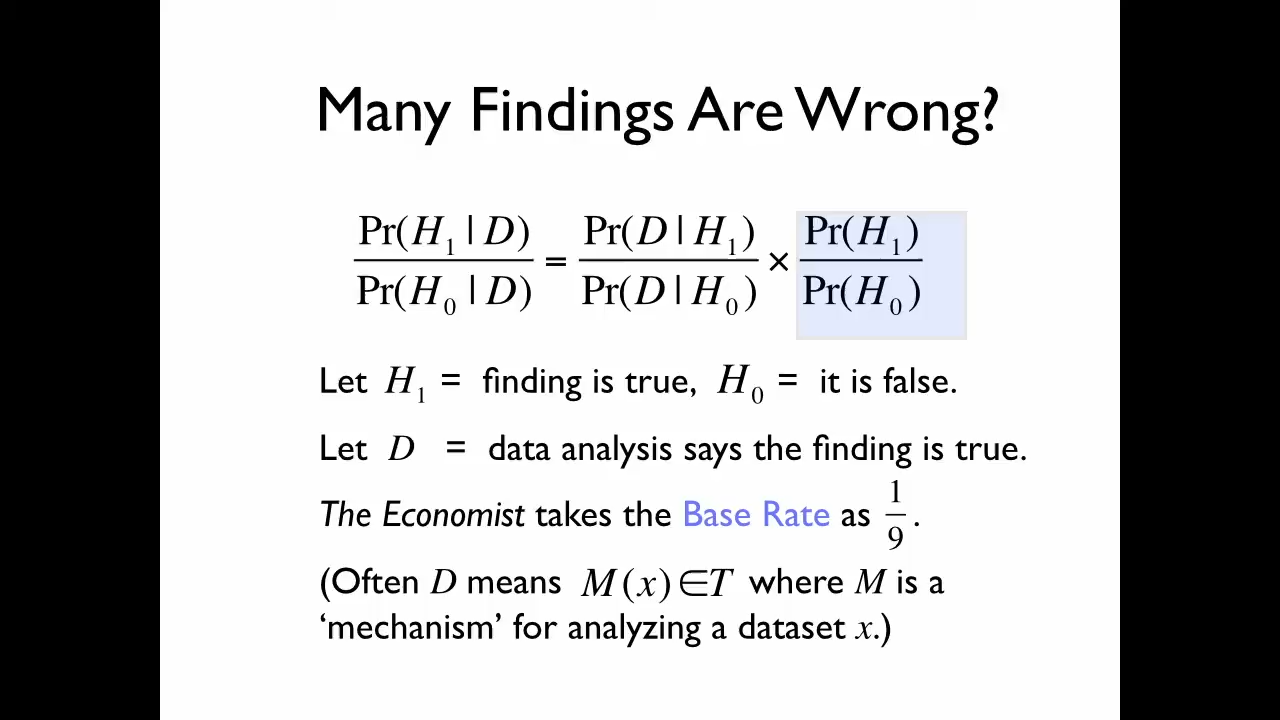 Many Findings Are Wrong?
Pr(H₁ | D) / Pr(H₀ | D) = Pr(D | H₁) / Pr(D | H₀) × Pr(H₁) / Pr(H₀)
Let H₁ = finding is true, H₀ = it is false.
Let D = data analysis says the finding is true.
The Economist takes the Base Rate as 1/9.
(Often D means M(x)∈T where M is a
‘mechanism’ for analyzing a dataset x.)